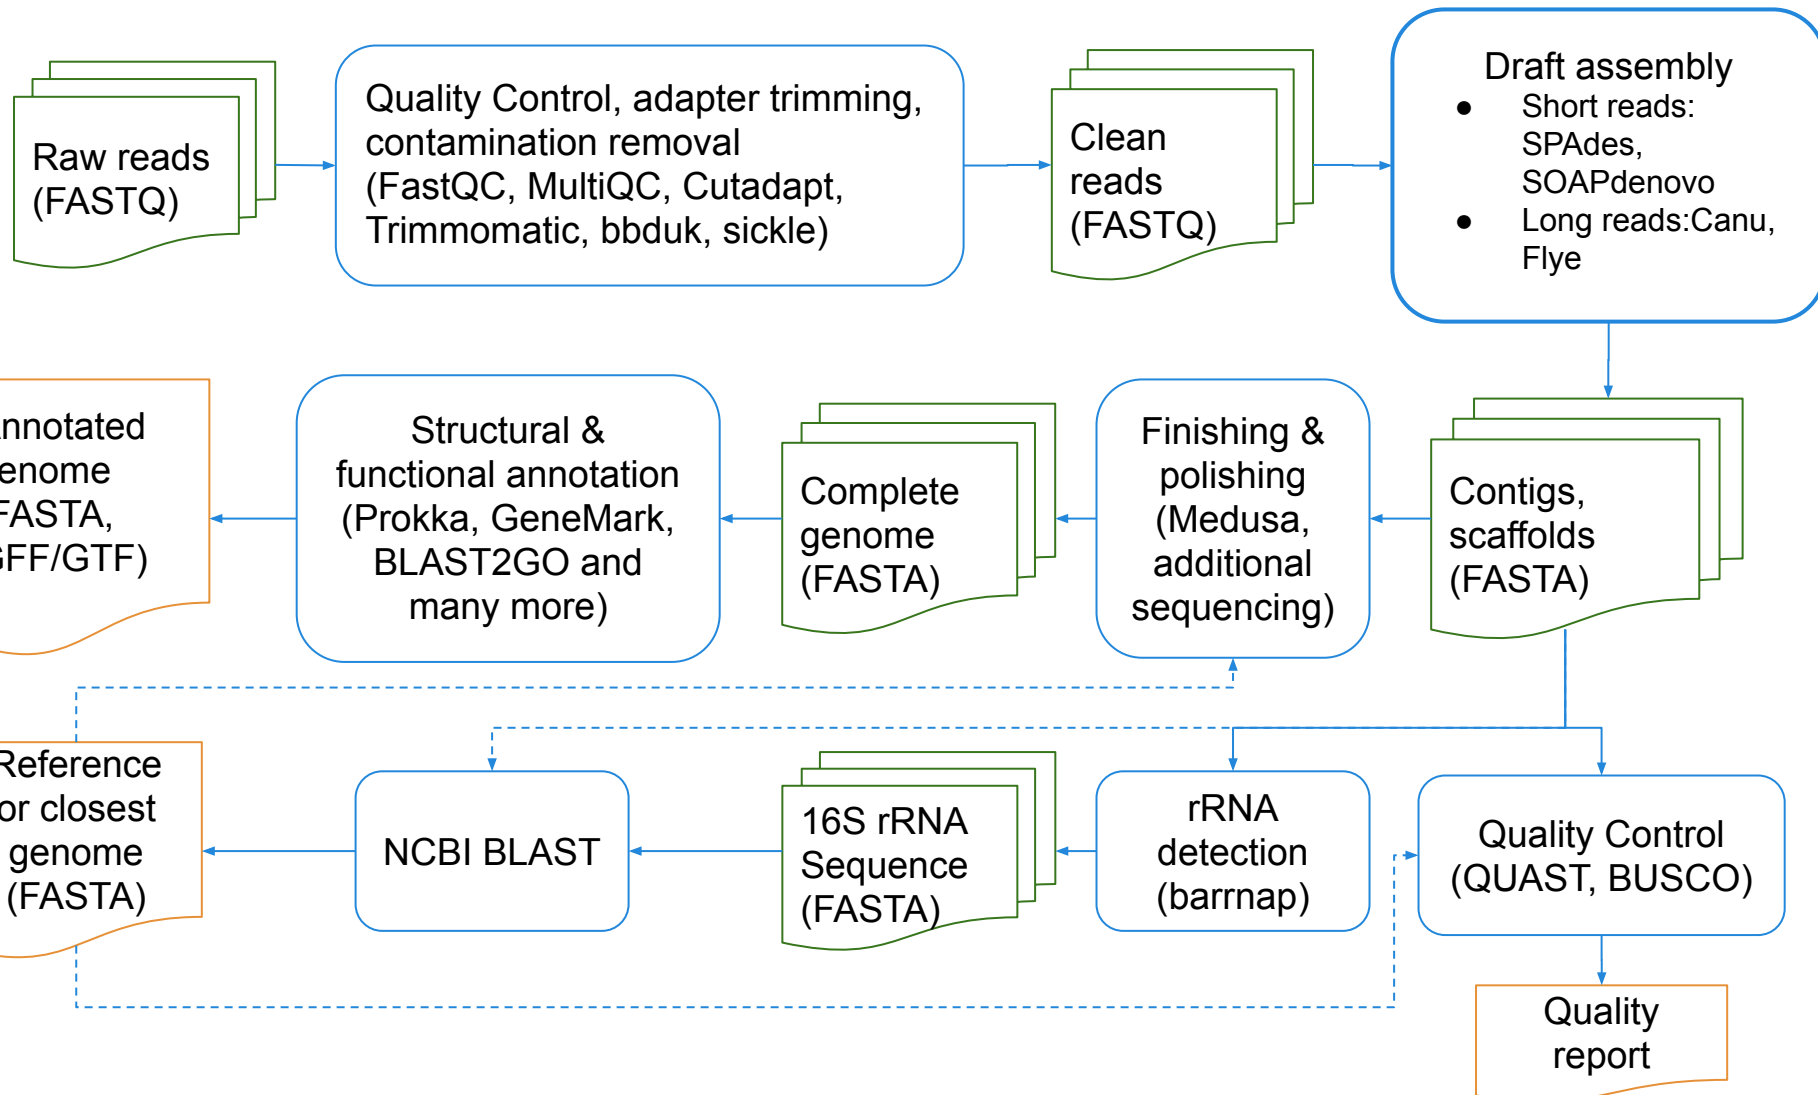 Raw reads
(FASTQ)
Quality Control, adapter trimming,
contamination removal
(FastQC, MultiQC, Cutadapt,
Trimmomatic, bbduk, sickle)
Clean
reads
(FASTQ)
Draft assembly
● Short reads:
SPAdes,
SOAPdenovo
● Long reads:Canu,
Flye
nnotated
enome
FASTA,
GFF/GTF)
Structural &
functional annotation
(Prokka, GeneMark,
BLAST2GO and
many more)
Complete
genome
(FASTA)
Finishing &
polishing
(Medusa,
additional
sequencing)
Contigs,
scaffolds
(FASTA)
Reference
or closest
genome
(FASTA)
NCBI BLAST
16S rRNA
Sequence
(FASTA)
rRNA
detection
(barrnap)
Quality Control
(QUAST, BUSCO)
Quality
report